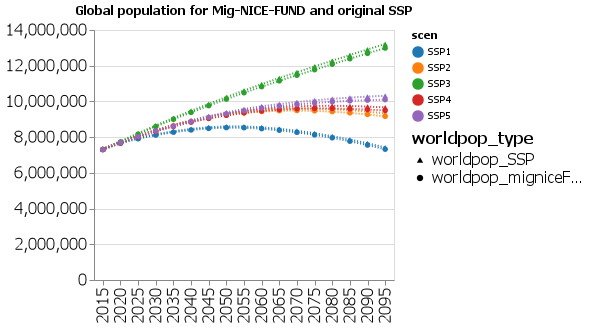 Global population for Mig-NICE-FUND and original SSP
14,000,000
12,000,000
10,000,000
8,000,000
6,000,000
4,000,000
2,000,000
0
2015
2020
2025
2030
2035
2040
2045
2050
2055
2060
2065
2070
2075
2080
2085
2090
2095
scen
SSP1
SSP2
SSP3
SSP4
SSP5
worldpop_type
worldpop_SSP
worldpop_migniceF...